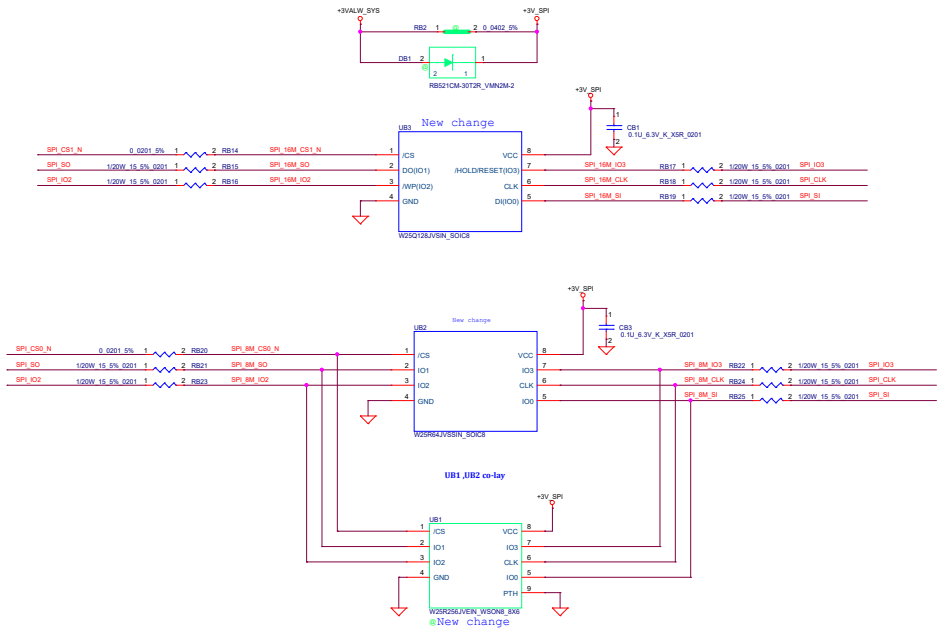 +3VALW_SYS +3V_SPI
RB2 1 2 0_0402_5%
DB1 2 1
@ 2 1
RB521CM-30T2R_VMN2M-2
+3V_SPI
New change
UB3
1
CB1
0.1U_6.3V_K_X5R_0201
2
SPI_CS1_N 0_0201_5% 1 2 RB14 SPI_16M_CS1_N 1 /CS VCC 8
SPI_SO 1/20W_15_5%_0201 1 2 RB15 SPI_16M_SO 2 DO(IO1) /HOLD/RESET(IO3) 7 SPI_16M_IO3 RB17 1 2 1/20W_15_5%_0201 SPI_IO3
SPI_IO2 1/20W_15_5%_0201 1 2 RB16 SPI_16M_IO2 3 /WP(IO2) CLK 6 SPI_16M_CLK RB18 1 2 1/20W_15_5%_0201 SPI_CLK
4 GND DI(IO0) 5 SPI_16M_SI RB19 1 2 1/20W_15_5%_0201 SPI_SI
W25Q128JVSIN_SOIC8
+3V_SPI
New change
UB2
1
CB3
0.1U_6.3V_K_X5R_0201
2
SPI_CS0_N 0_0201_5% 1 2 RB20 SPI_8M_CS0_N 1 /CS VCC 8
SPI_SO 1/20W_15_5%_0201 1 2 RB21 SPI_8M_SO 2 IO1 IO3 7 SPI_8M_IO3 RB22 1 2 1/20W_15_5%_0201 SPI_IO3
SPI_IO2 1/20W_15_5%_0201 1 2 RB23 SPI_8M_IO2 3 IO2 CLK 6 SPI_8M_CLK RB24 1 2 1/20W_15_5%_0201 SPI_CLK
4 GND IO0 5 SPI_8M_SI RB25 1 2 1/20W_15_5%_0201 SPI_SI
W25R64JVSSIN_SOIC8
UB1 ,UB2 co-lay
+3V_SPI
UB1
1 /CS VCC 8
2 IO1 IO3 7
3 IO2 CLK 6
4 GND IO0 5
PTH 9
W25R256JVEIN_WSON8_8X6
@New change